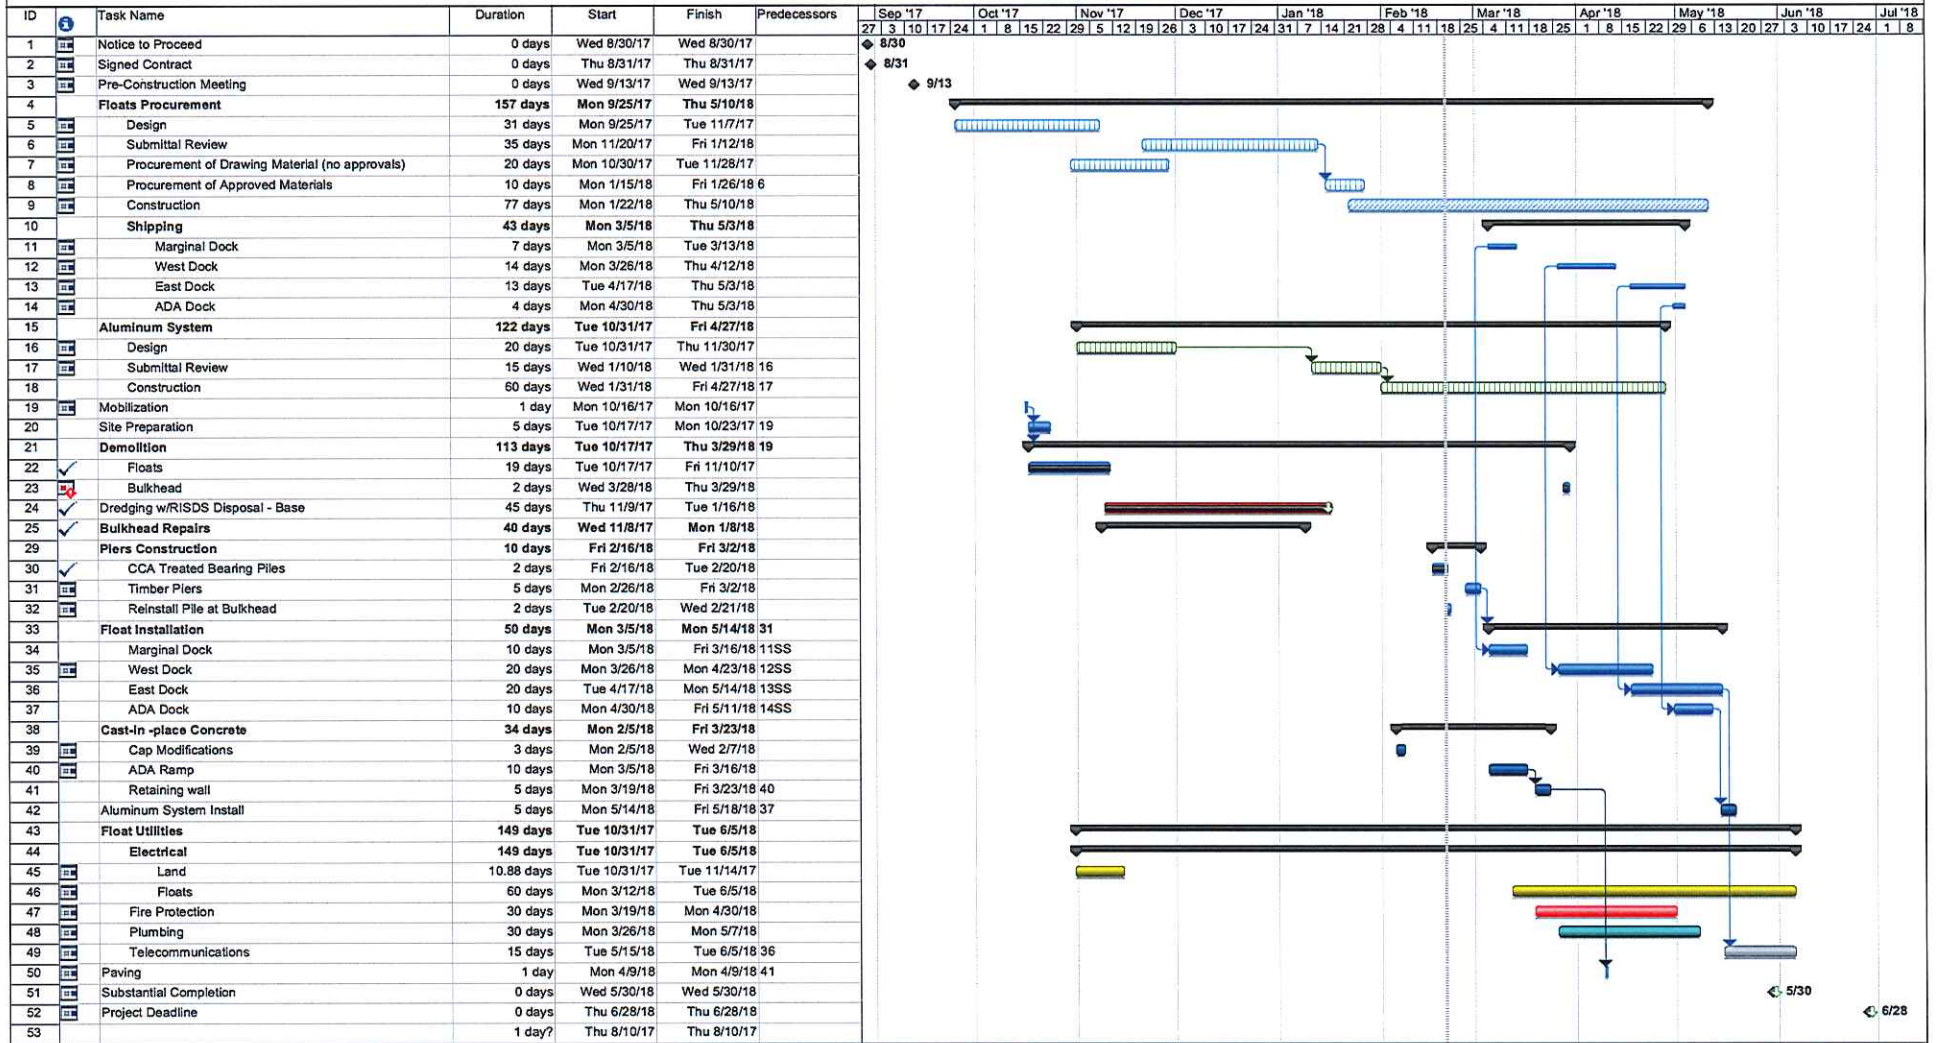 ID Task Name Duration Start Finish Predecessors Sep '17 Oct '17 Nov '17 Dec '17 Jan '18 Feb '18 Mar '18 Apr '18 May '18 Jun '18 Jul '18
27 3 10 17 24 1 8 15 22 29 5 12 19 26 3 10 17 24 31 7 14 21 28 4 11 18 25 4 11 18 25 1 8 15 22 29 6 13 20 27 3 10 17 24 1 8
1 Notice to Proceed 0 days Wed 8/30/17 Wed 8/30/17 8/30
2 Signed Contract 0 days Thu 8/31/17 Thu 8/31/17 8/31
3 Pre-Construction Meeting 0 days Wed 9/13/17 Wed 9/13/17 9/13
4 Floats Procurement 157 days Mon 9/25/17 Thu 5/10/18
5 Design 31 days Mon 9/25/17 Tue 11/7/17
6 Submittal Review 35 days Mon 11/20/17 Fri 1/12/18
7 Procurement of Drawing Material (no approvals) 20 days Mon 10/30/17 Tue 11/28/17
8 Procurement of Approved Materials 10 days Mon 1/15/18 Fri 1/26/18 6
9 Construction 77 days Mon 1/22/18 Thu 5/10/18
10 Shipping 43 days Mon 3/5/18 Thu 5/3/18
11 Marginal Dock 7 days Mon 3/5/18 Tue 3/13/18
12 West Dock 14 days Mon 3/26/18 Thu 4/12/18
13 East Dock 13 days Tue 4/17/18 Thu 5/3/18
14 ADA Dock 4 days Mon 4/30/18 Thu 5/3/18
15 Aluminum System 122 days Tue 10/31/17 Fri 4/27/18
16 Design 20 days Tue 10/31/17 Thu 11/30/17
17 Submittal Review 15 days Wed 1/10/18 Wed 1/31/18 16
18 Construction 60 days Wed 1/31/18 Fri 4/27/18 17
19 Mobilization 1 day Mon 10/16/17 Mon 10/16/17
20 Site Preparation 5 days Tue 10/17/17 Mon 10/23/17 19
21 Demolition 113 days Tue 10/17/17 Thu 3/29/18 19
22 Floats 19 days Tue 10/17/17 Fri 11/10/17
23 Bulkhead 2 days Wed 3/28/18 Thu 3/29/18
24 Dredging w/RISDS Disposal - Base 45 days Thu 11/9/17 Tue 1/16/18
25 Bulkhead Repairs 40 days Wed 11/8/17 Mon 1/8/18
29 Piers Construction 10 days Fri 2/16/18 Fri 3/2/18
30 CCA Treated Bearing Piles 2 days Fri 2/16/18 Tue 2/20/18
31 Timber Piers 5 days Mon 2/26/18 Fri 3/2/18
32 Reinstall Pile at Bulkhead 2 days Tue 2/20/18 Wed 2/21/18
33 Float Installation 50 days Mon 3/5/18 Mon 5/14/18 31
34 Marginal Dock 10 days Mon 3/5/18 Fri 3/16/18 11SS
35 West Dock 20 days Mon 3/26/18 Mon 4/23/18 12SS
36 East Dock 20 days Tue 4/17/18 Mon 5/14/18 13SS
37 ADA Dock 10 days Mon 4/30/18 Fri 5/11/18 14SS
38 Cast-in -place Concrete 34 days Mon 2/5/18 Fri 3/23/18
39 Cap Modifications 3 days Mon 2/5/18 Wed 2/7/18
40 ADA Ramp 10 days Mon 3/5/18 Fri 3/16/18
41 Retaining wall 5 days Mon 3/19/18 Fri 3/23/18 40
42 Aluminum System Install 5 days Mon 5/14/18 Fri 5/18/18 37
43 Float Utilities 149 days Tue 10/31/17 Tue 6/5/18
44 Electrical 149 days Tue 10/31/17 Tue 6/5/18
45 Land 10.88 days Tue 10/31/17 Tue 11/14/17
46 Floats 60 days Mon 3/12/18 Tue 6/5/18
47 Fire Protection 30 days Mon 3/19/18 Mon 4/30/18
48 Plumbing 30 days Mon 3/26/18 Mon 5/7/18
49 Telecommunications 15 days Tue 5/15/18 Tue 6/5/18 36
50 Paving 1 day Mon 4/9/18 Mon 4/9/18 41
51 Substantial Completion 0 days Wed 5/30/18 Wed 5/30/18 5/30
52 Project Deadline 0 days Thu 6/28/18 Thu 6/28/18 6/28
53 1 day? Thu 8/10/17 Thu 8/10/17